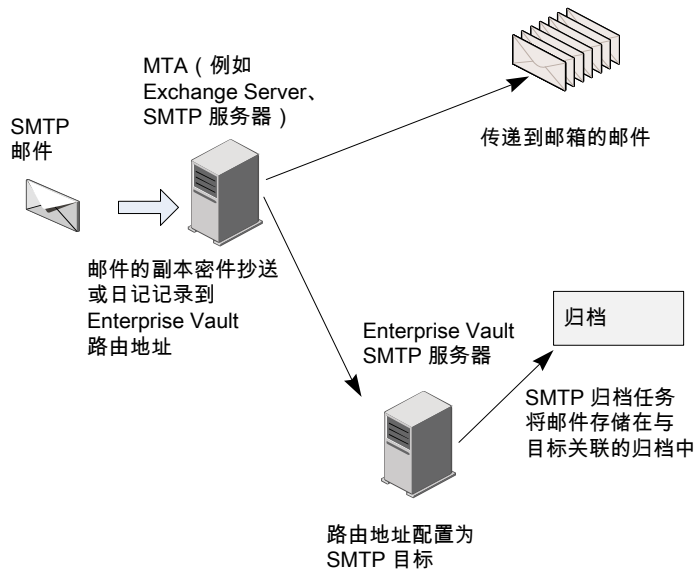 SMTP
邮件
MTA（例如
Exchange Server、
SMTP 服务器）
传递到邮箱的邮件
邮件的副本密件抄送
或日记记录到
Enterprise Vault
路由地址
Enterprise Vault
SMTP 服务器
归档
SMTP 归档任务
将邮件存储在与
目标关联的归档中
路由地址配置为
SMTP 目标